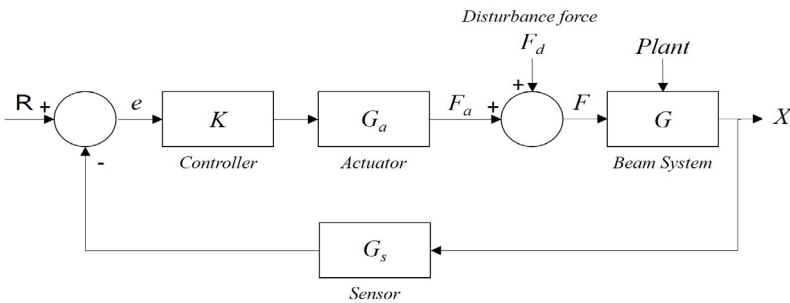 Disturbance force
F_d
Plant
R + e K G_a F_a + + F G X
Controller Actuator Beam System
-
G_s
Sensor